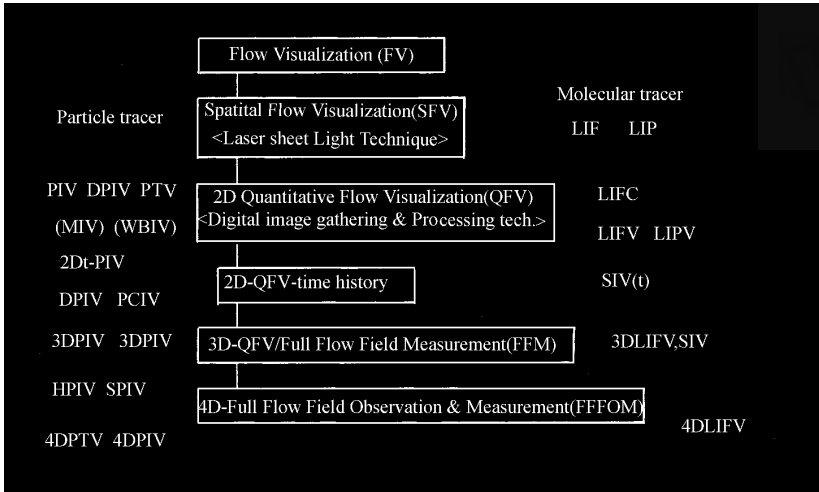 Flow Visualization (FV)
Particle tracer
Spatital Flow Visualization(SFV)
<Laser sheet Light Technique>
Molecular tracer
LIF LIP
PIV DPIV PTV
(MIV) (WBIV)
2D Quantitative Flow Visualization(QFV)
<Digital image gathering & Processing tech.>
LIFC
LIFV LIPV
2Dt-PIV
DPIV PCIV
2D-QFV-time history
SIV(t)
3DPIV 3DPIV
3D-QFV/Full Flow Field Measurement(FFM)
3DLIFV,SIV
HPIV SPIV
4D-Full Flow Field Observation & Measurement(FFFOM)
4DPTV 4DPIV
4DLIFV